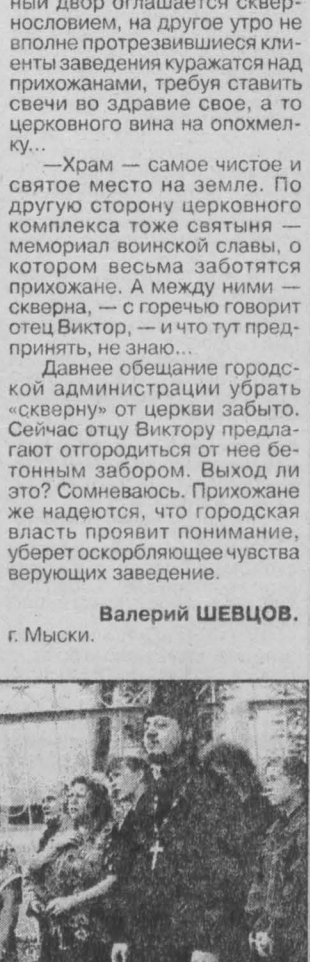 ный двор оглашается сквер-
нословием, на другое утро не
вполне протрезвившиеся кли-
енты заведения куражатся над
прихожанами, требуя ставить
свечи во здравие свое, а то
церковного вина на опохмел-
ку...
—Храм — самое чистое и
святое место на земле. По
другую сторону церковного
комплекса тоже святыня —
мемориал воинской славы, о
котором весьма заботятся
прихожане. А между ними —
скверна, — с горечью говорит
отец Виктор, — и что тут пред-
принять, не знаю...
Давнее обещание городс-
кой администрации убрать
«скверну» от церкви забыто.
Сейчас отцу Виктору предла-
гают отгородиться от нее бе-
тонным забором. Выход ли
это? Сомневаюсь. Прихожане
же надеются, что городская
власть проявит понимание,
уберет оскорбляющее чувства
верующих заведение.
Валерий ШЕВЦОВ.
г. Мыски.